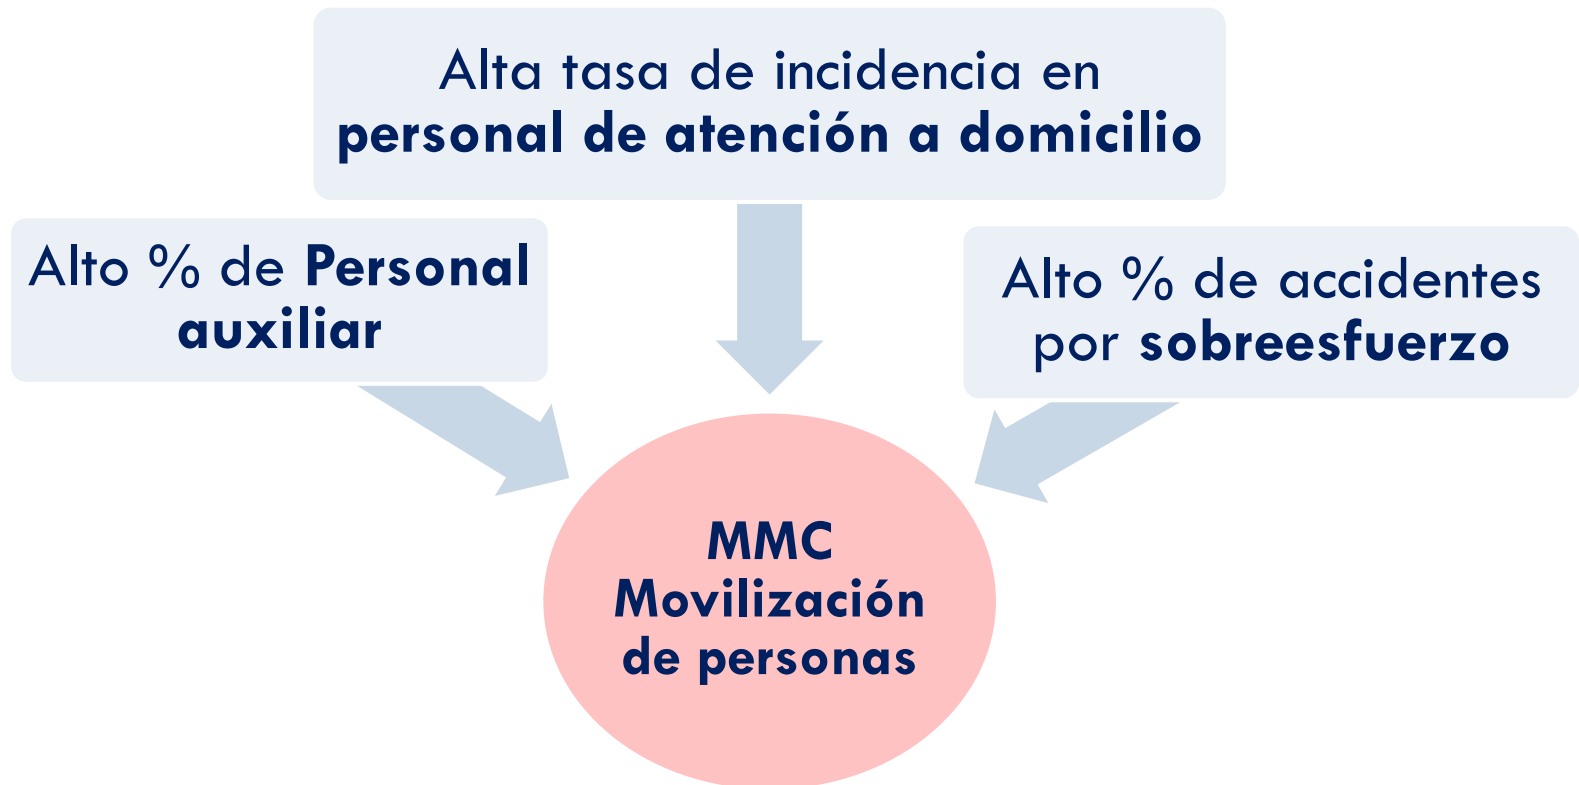 Alta tasa de incidencia en
personal de atención a domicilio
Alto % de Personal
auxiliar
Alto % de accidentes
por sobreesfuerzo
MMC
Movilización
de personas